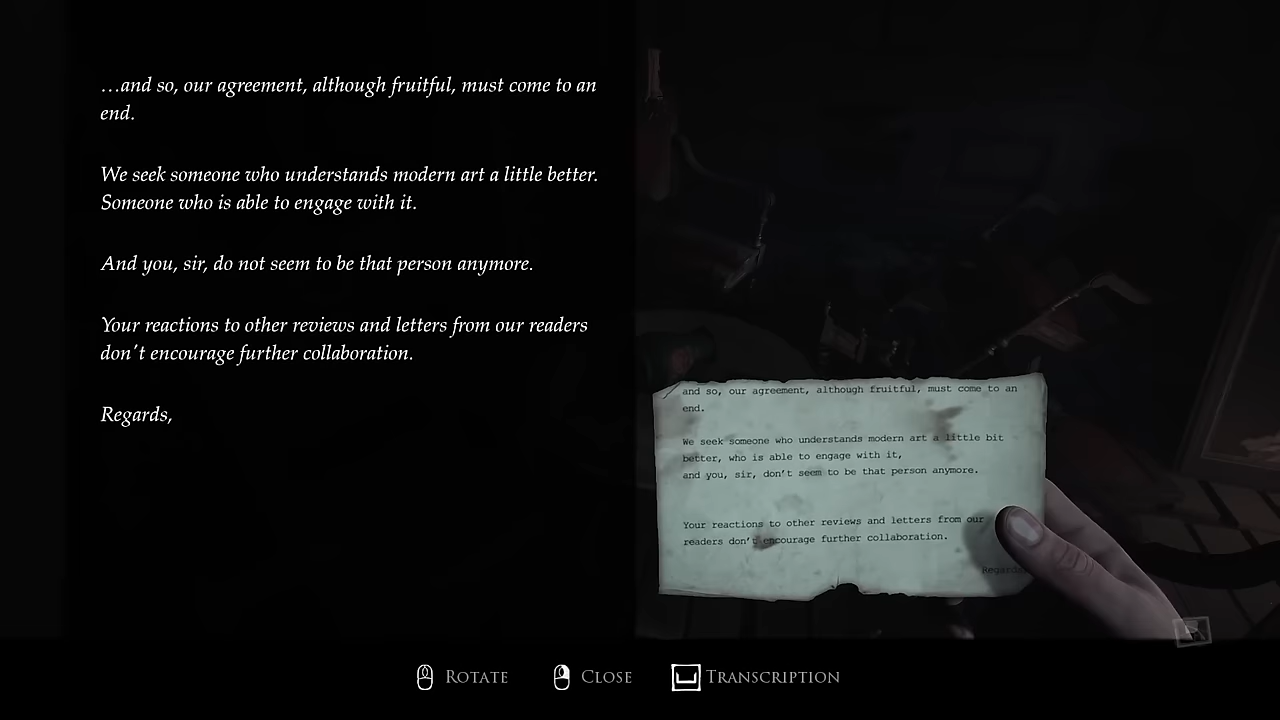 …and so, our agreement, although fruitful, must come to an
end.
We seek someone who understands modern art a little better.
Someone who is able to engage with it.
And you, sir, do not seem to be that person anymore.
Your reactions to other reviews and letters from our readers
don't encourage further collaboration.
Regards,
and so, our agreement, although fruitful, must come to an
end.
We seek someone who understands modern art a little bit
better, who is able to engage with it,
and you, sir, don't seem to be that person anymore.
Your reactions to other reviews and letters from our
readers don't encourage further collaboration.
Regards
ROTATE
CLOSE
TRANSCRIPTION